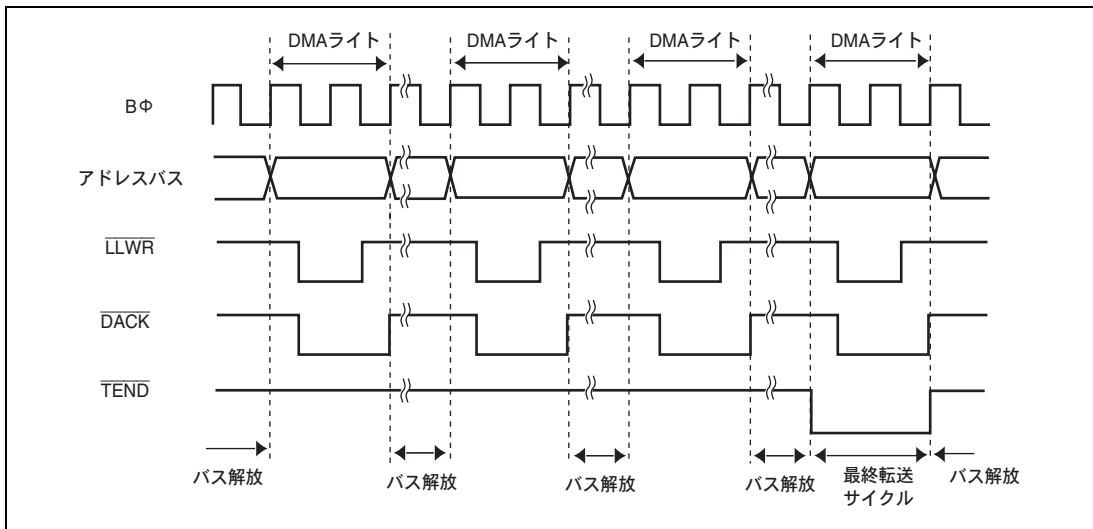 DMAライト DMAライト DMAライト DMAライト
BΦ
アドレスバス
LLWR
DACK
TEND
バス解放 バス解放 バス解放 バス解放 最終転送 バス解放
サイクル